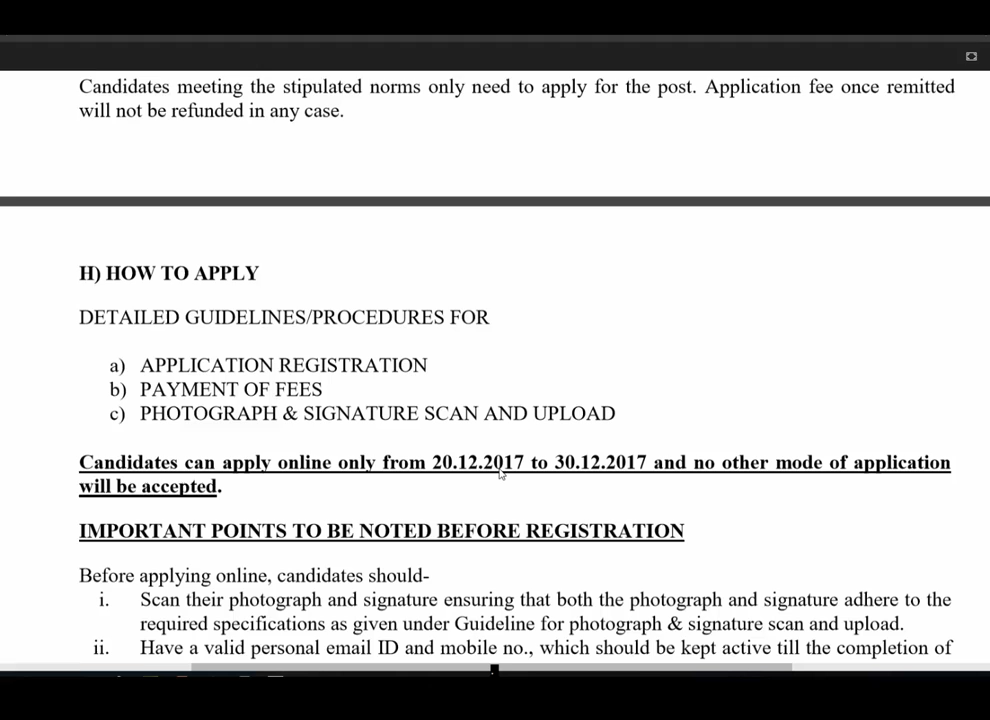 Candidates meeting the stipulated norms only need to apply for the post. Application fee once remitted
will not be refunded in any case.
H) HOW TO APPLY
DETAILED GUIDELINES/PROCEDURES FOR
a) APPLICATION REGISTRATION
b) PAYMENT OF FEES
c) PHOTOGRAPH & SIGNATURE SCAN AND UPLOAD
Candidates can apply online only from 20.12.2017 to 30.12.2017 and no other mode of application
will be accepted.
IMPORTANT POINTS TO BE NOTED BEFORE REGISTRATION
Before applying online, candidates should-
i. Scan their photograph and signature ensuring that both the photograph and signature adhere to the
required specifications as given under Guideline for photograph & signature scan and upload.
ii. Have a valid personal email ID and mobile no., which should be kept active till the completion of